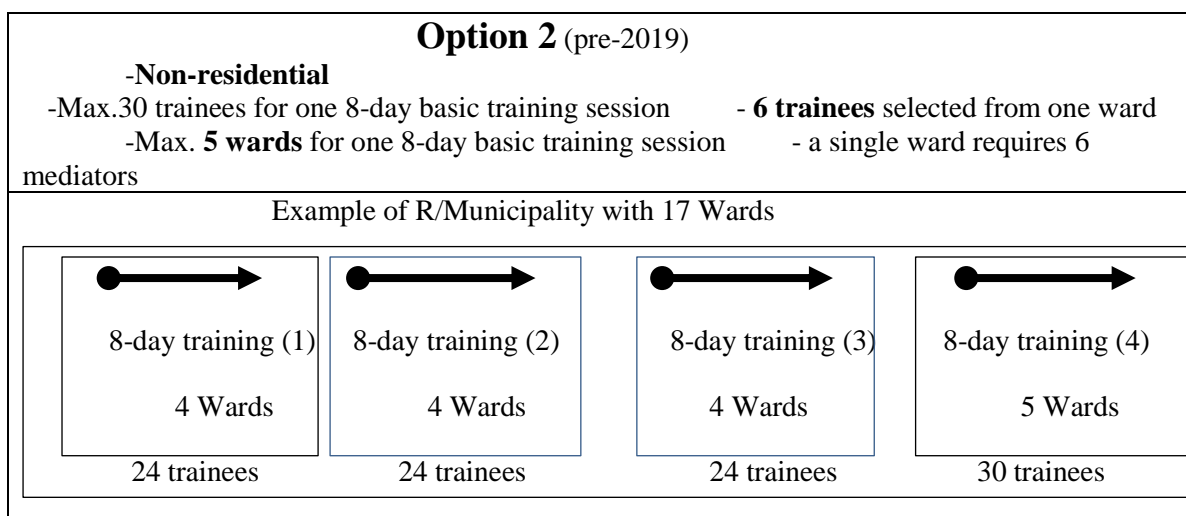 Option 2 (pre-2019)
-Non-residential
-Max.30 trainees for one 8-day basic training session - 6 trainees selected from one ward
-Max. 5 wards for one 8-day basic training session - a single ward requires 6
mediators
Example of R/Municipality with 17 Wards
8-day training (1) 8-day training (2) 8-day training (3) 8-day training (4)
4 Wards 4 Wards 4 Wards 5 Wards
24 trainees 24 trainees 24 trainees 30 trainees